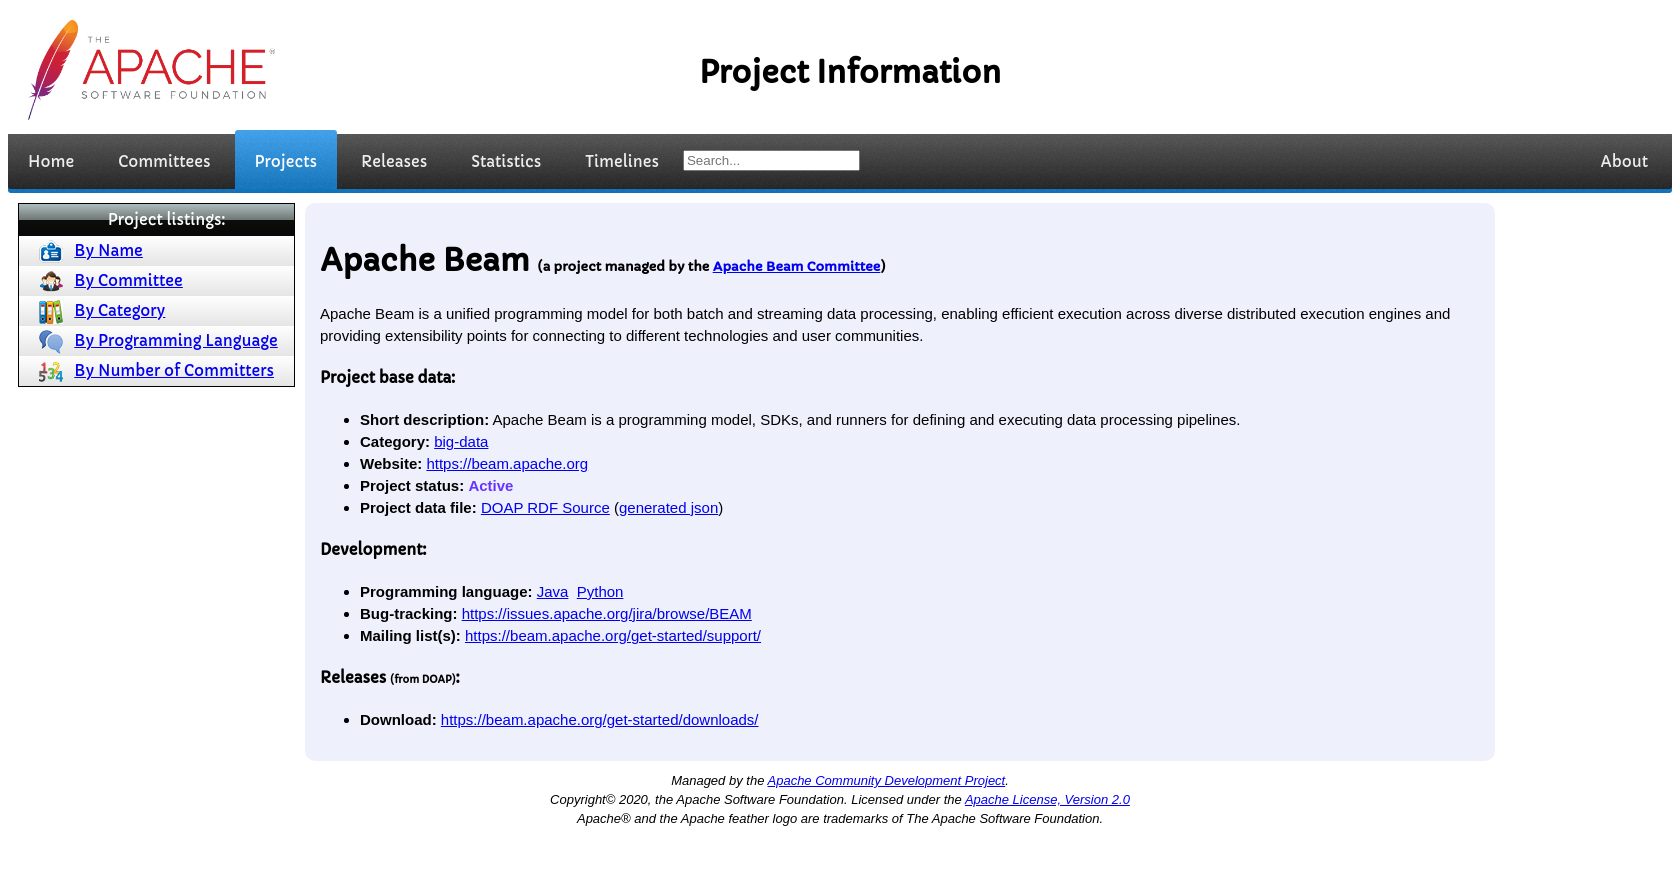 THE
APACHE®
SOFTWARE FOUNDATION
Project Information
Home Committees Projects Releases Statistics Timelines Search... About
Project listings:
By Name
By Committee
By Category
By Programming Language
1 2 3 4 5 By Number of Committers
Apache Beam (a project managed by the Apache Beam Committee)
Apache Beam is a unified programming model for both batch and streaming data processing, enabling efficient execution across diverse distributed execution engines and
providing extensibility points for connecting to different technologies and user communities.
Project base data:
• Short description: Apache Beam is a programming model, SDKs, and runners for defining and executing data processing pipelines.
• Category: big-data
• Website: https://beam.apache.org
• Project status: Active
• Project data file: DOAP RDF Source (generated json)
Development:
• Programming language: Java Python
• Bug-tracking: https://issues.apache.org/jira/browse/BEAM
• Mailing list(s): https://beam.apache.org/get-started/support/
Releases (from DOAP):
• Download: https://beam.apache.org/get-started/downloads/
Managed by the Apache Community Development Project.
Copyright© 2020, the Apache Software Foundation. Licensed under the Apache License, Version 2.0
Apache® and the Apache feather logo are trademarks of The Apache Software Foundation.